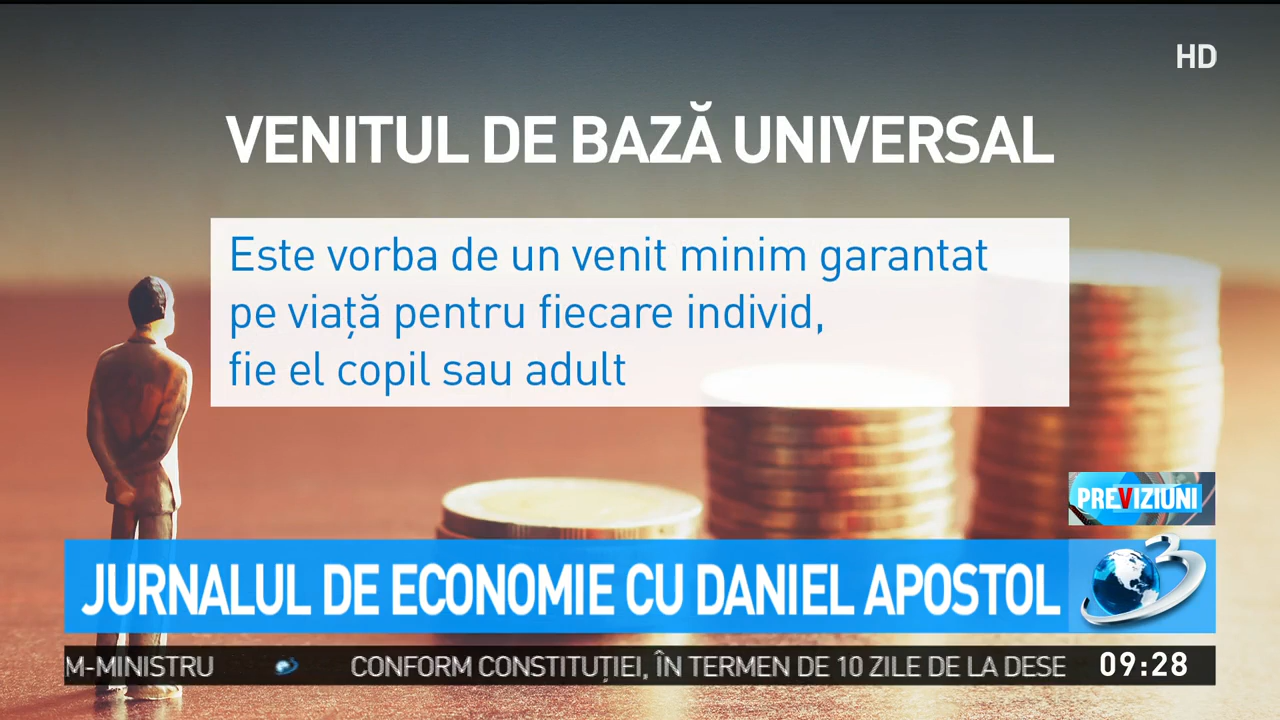 HD
VENITUL DE BAZĂ UNIVERSAL
Este vorba de un venit minim garantat
pe viață pentru fiecare individ,
fie el copil sau adult
PREVIZIUNI
JURNALUL DE ECONOMIE CU DANIEL APOSTOL
3
M-MINISTRU CONFORM CONSTITUȚIEI, ÎN TERMEN DE 10 ZILE DE LA DESE 09:28